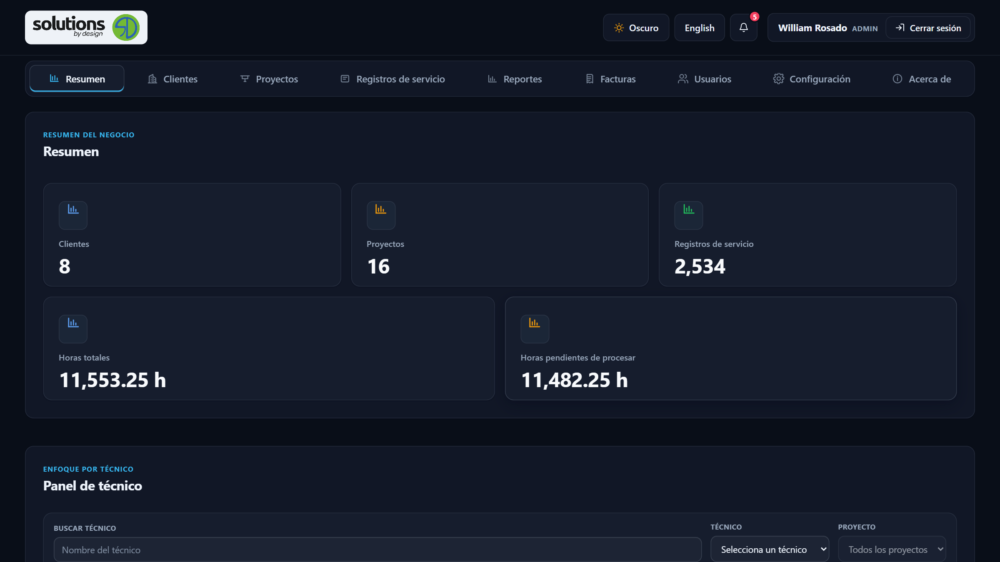 solutions
by design
Oscuro
English
5
William Rosado ADMIN
Cerrar sesión
Resumen
Clientes
Proyectos
Registros de servicio
Reportes
Facturas
Usuarios
Configuración
Acerca de
RESUMEN DEL NEGOCIO
Resumen
Clientes
8
Proyectos
16
Registros de servicio
2,534
Horas totales
11,553.25 h
Horas pendientes de procesar
11,482.25 h
ENFOQUE POR TÉCNICO
Panel de técnico
BUSCAR TÉCNICO
Nombre del técnico
TÉCNICO
Selecciona un técnico
PROYECTO
Todos los proyectos